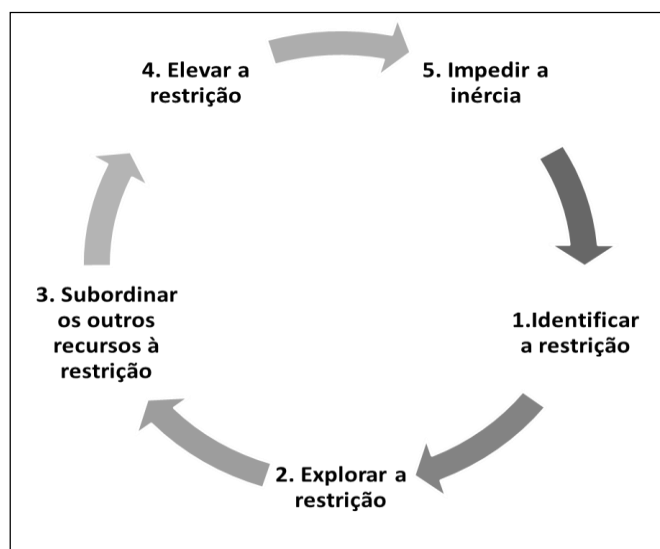 4. Elevar a
restrição
5. Impedir a
inércia
3. Subordinar
os outros
recursos à
restrição
1.Identificar
a restrição
2. Explorar a
restrição